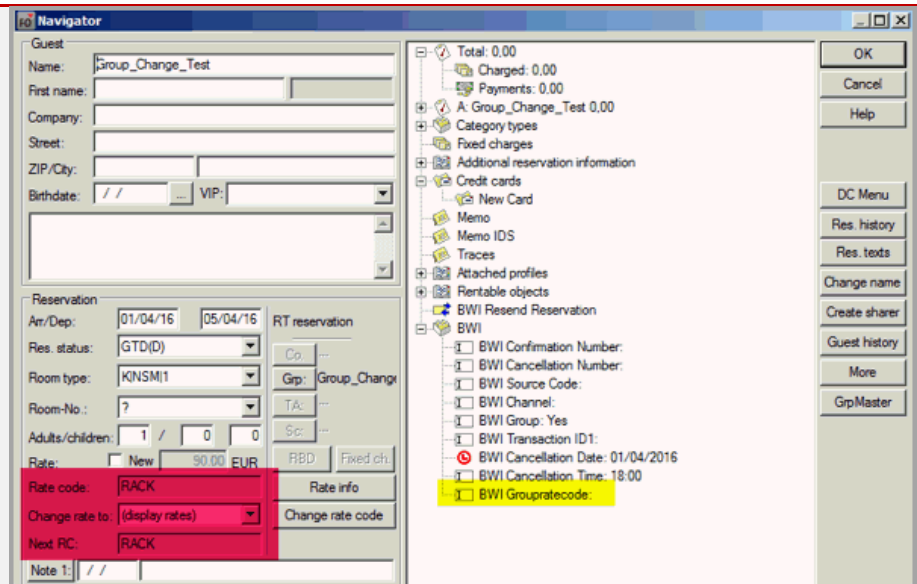 FO Navigator
Guest
Name: Group_Change_Test
First name:
Company:
Street:
ZIP/City:
Birthdate: / / ... VIP:
Reservation
Arr/Dep: 01/04/16 05/04/16 RT reservation
Res. status: GTD(D) Co. ...
Room type: K|NSM|1 Grp: Group_Change
Room-No.: ? TA: ...
Adults/children: 1 / 0 0 Sc: ...
Rate: New 90.00 EUR RBD Fixed ch.
Rate code: RACK Rate info
Change rate to: (display rates) Change rate code
Next RC: RACK
Note 1: / /
Total: 0,00
Charged: 0,00
Payments: 0,00
A: Group_Change_Test 0,00
Category types
Fixed charges
Additional reservation information
Credit cards
New Card
Memo
Memo IDS
Traces
Attached profiles
Rentable objects
BWI Resend Reservation
BWI
BWI Confirmation Number:
BWI Cancellation Number:
BWI Source Code:
BWI Channel:
BWI Group: Yes
BWI Transaction ID1:
BWI Cancellation Date: 01/04/2016
BWI Cancellation Time: 18:00
BWI Groupratecode:
OK
Cancel
Help
DC Menu
Res. history
Res. texts
Change name
Create sharer
Guest history
More
GrpMaster